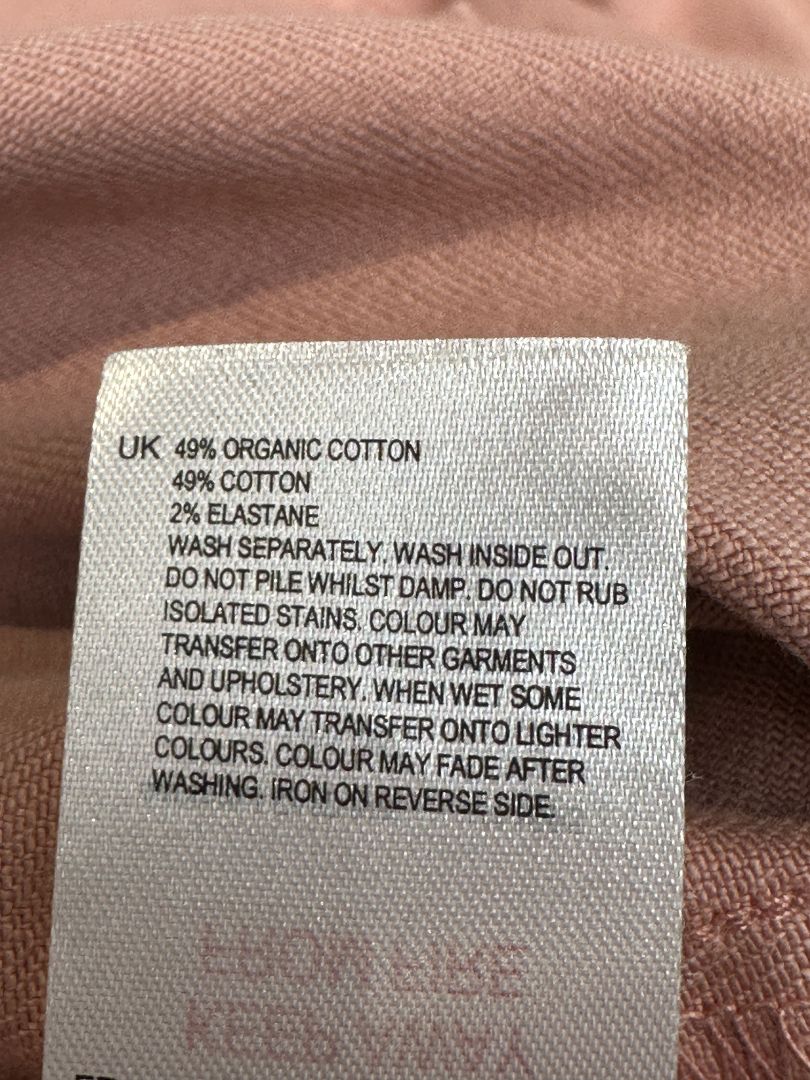 UK 49% ORGANIC COTTON
49% COTTON
2% ELASTANE
WASH SEPARATELY. WASH INSIDE OUT.
DO NOT PILE WHILST DAMP. DO NOT RUB
ISOLATED STAINS. COLOUR MAY
TRANSFER ONTO OTHER GARMENTS
AND UPHOLSTERY. WHEN WET SOME
COLOUR MAY TRANSFER ONTO LIGHTER
COLOURS. COLOUR MAY FADE AFTER
WASHING. IRON ON REVERSE SIDE.